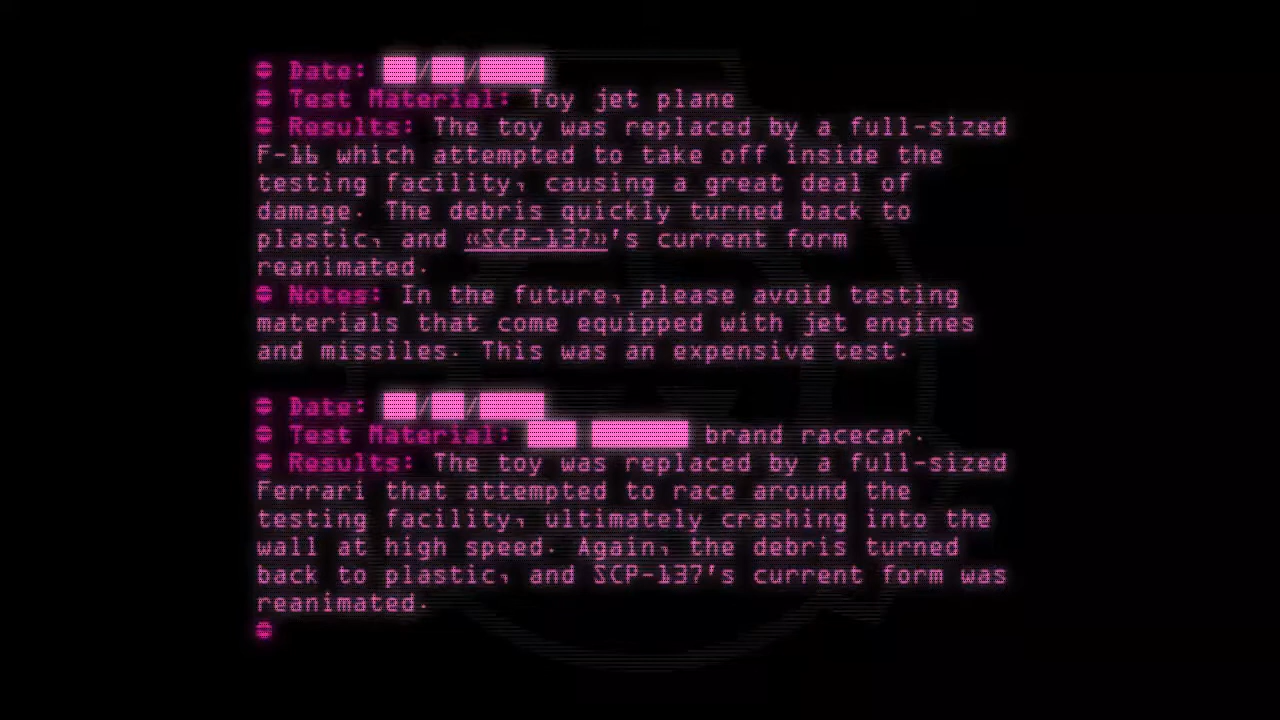 Date: ██/██/████
Test Material: Toy jet plane
Results: The toy was replaced by a full-sized
F-16 which attempted to take off inside the
testing facility, causing a great deal of
damage. The debris quickly turned back to
plastic, and «SCP-137»'s current form
reanimated.
Notes: In the future, please avoid testing
materials that come equipped with jet engines
and missiles. This was an expensive test.
Date: ██/██/████
Test Material: ███ ██████ brand racecar.
Results: The toy was replaced by a full-sized
Ferrari that attempted to race around the
testing facility, ultimately crashing into the
wall at high speed. Again, the debris turned
back to plastic, and SCP-137's current form was
reanimated.